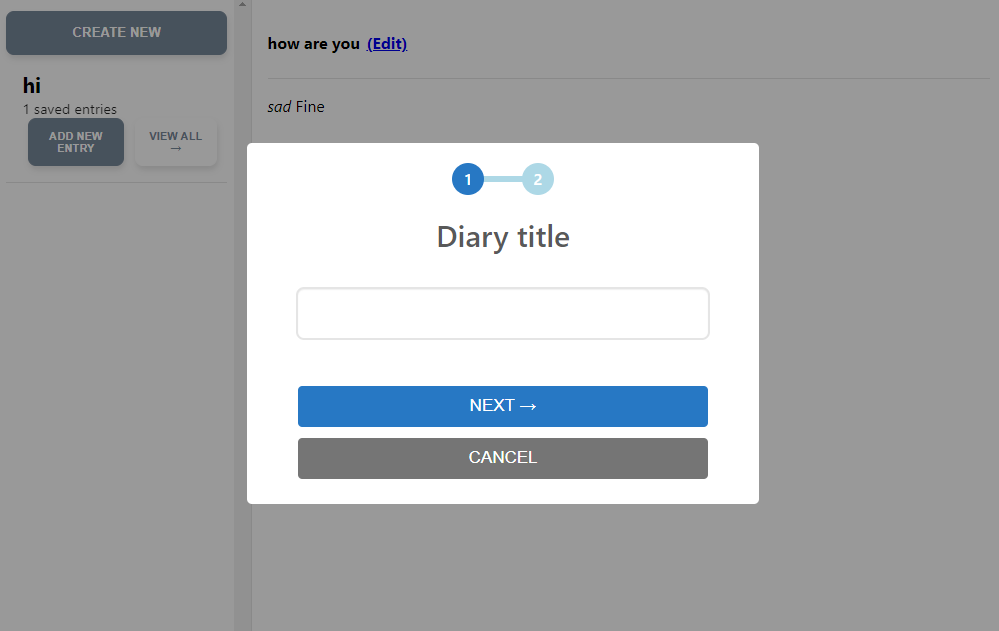 CREATE NEW
hi
1 saved entries
ADD NEW
ENTRY
VIEW ALL
→
how are you (Edit)
sad Fine
1 2
Diary title
NEXT →
CANCEL